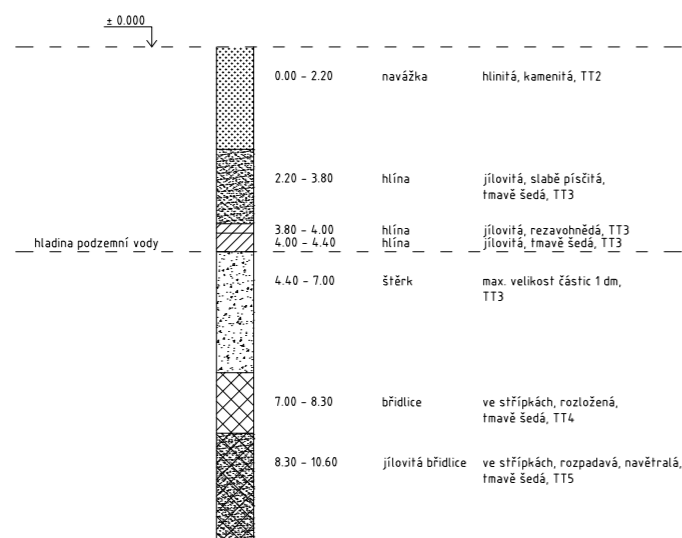 ± 0.000
0.00 - 2.20 navážka hlinitá, kamenitá, TT2
2.20 - 3.80 hlína jílovitá, slabě písčitá,
tmavě šedá, TT3
3.80 - 4.00 hlína jílovitá, rezavohnědá, TT3
hladina podzemní vody 4.00 - 4.40 hlína jílovitá, tmavě šedá, TT3
4.40 - 7.00 štěrk max. velikost částic 1 dm,
TT3
7.00 - 8.30 břidlice ve střípkách, rozložená,
tmavě šedá, TT4
8.30 - 10.60 jílovitá břidlice ve střípkách, rozpadavá, navětralá,
tmavě šedá, TT5